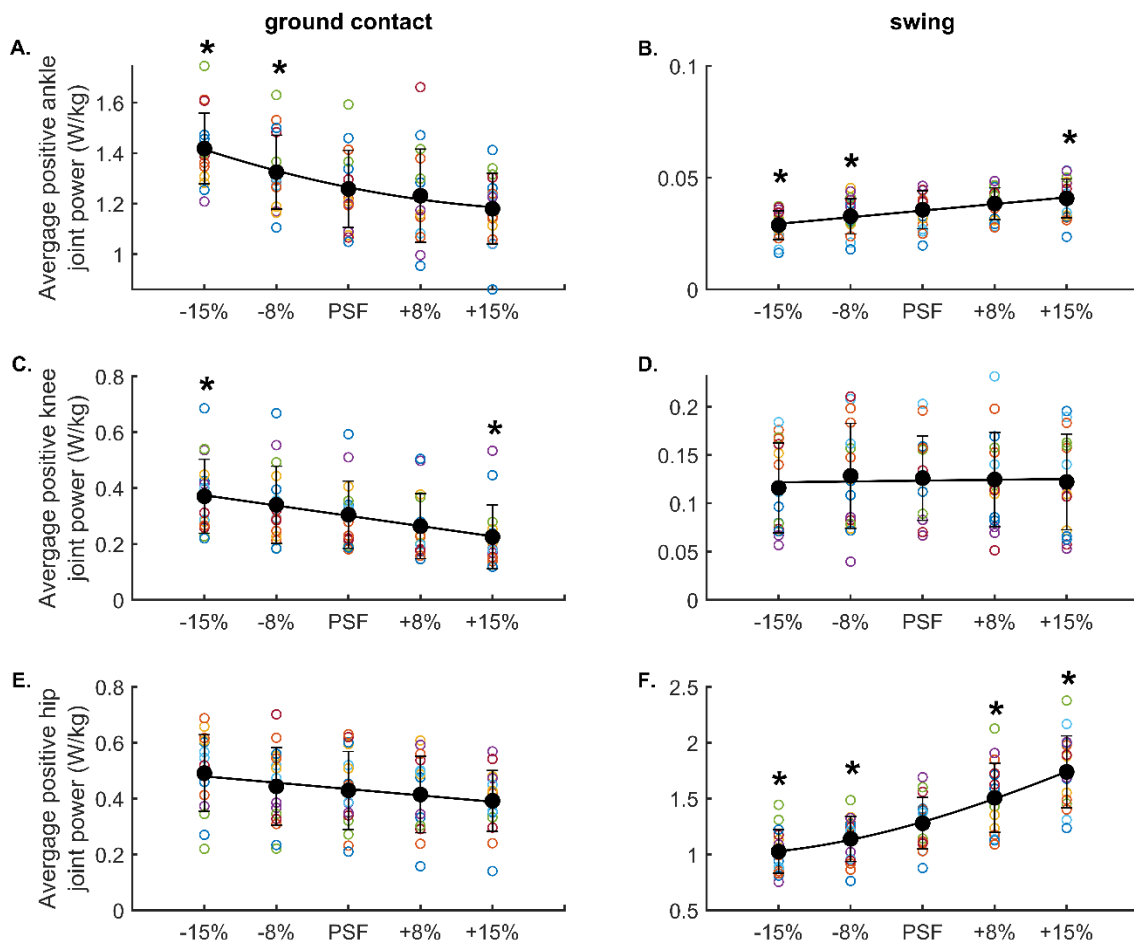 ground contact
swing
A.
*
*
Avergage positive ankle
joint power (W/kg)
1.6
1.4
1.2
1
-15% -8% PSF +8% +15%
B.
*
*
*
0.1
0.05
0
-15% -8% PSF +8% +15%
C.
*
*
Avergage positive knee
joint power (W/kg)
0.8
0.6
0.4
0.2
0
-15% -8% PSF +8% +15%
D.
0.2
0.15
0.1
0.05
0
-15% -8% PSF +8% +15%
E.
Avergage positive hip
joint power (W/kg)
0.8
0.6
0.4
0.2
0
-15% -8% PSF +8% +15%
F.
*
*
*
*
2.5
2
1.5
1
0.5
-15% -8% PSF +8% +15%